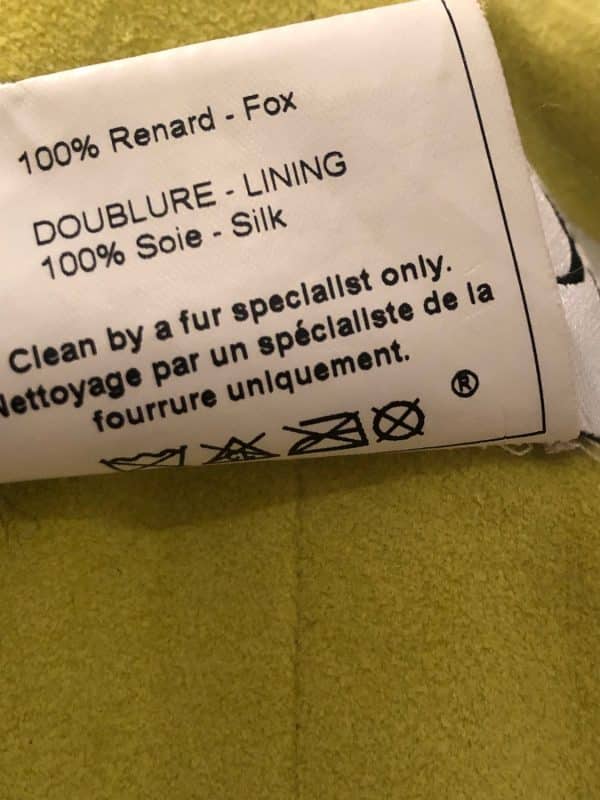 100% Renard - Fox
DOUBLURE - LINING
100% Soie - Silk
Clean by a fur specialist only.
Nettoyage par un spécialiste de la
fourrure uniquement.
®